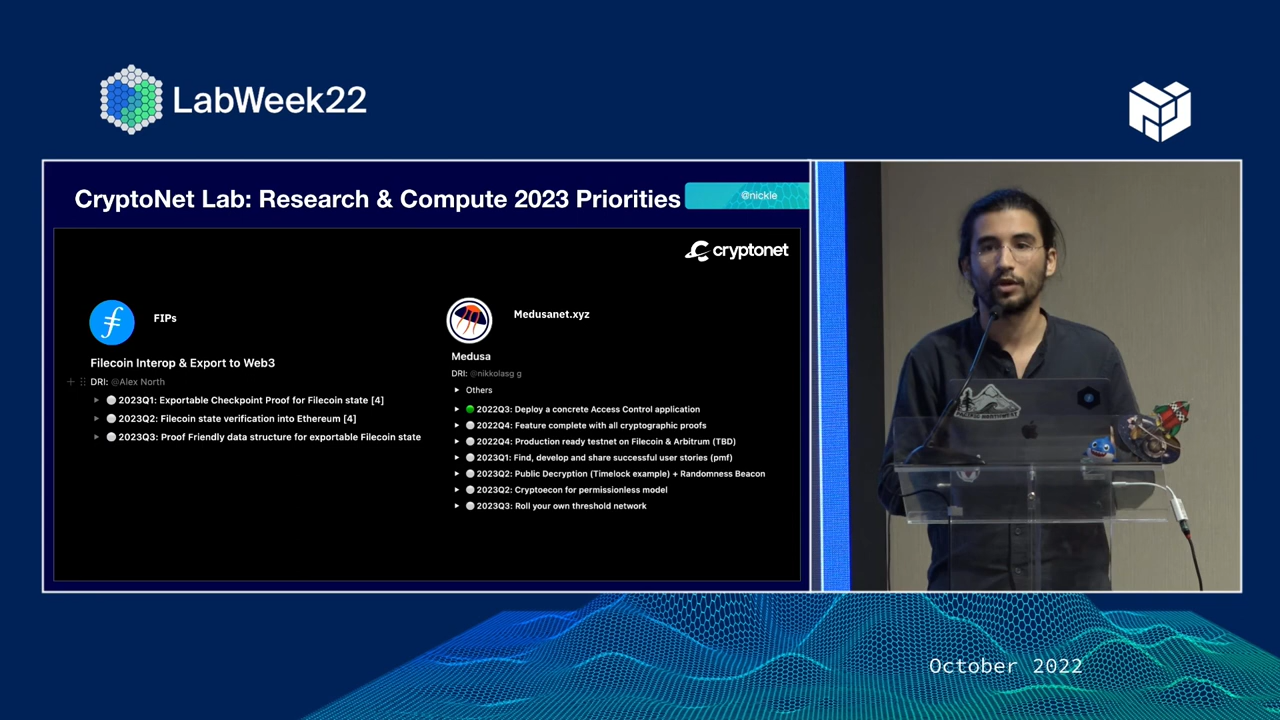 LabWeek22
CryptoNet Lab: Research & Compute 2023 Priorities
@nickle
cryptonet
FIPs
Filecoin Interop & Export to Web3
DRI: @Alex North
2023Q1: Exportable Checkpoint Proof for Filecoin state [4]
2023Q2: Filecoin state verification into Ethereum [4]
2023Q3: Proof Friendly data structure for exportable Filecoin state
Medusanet.xyz
Medusa
DRI: @nikkolasg g
Others
2022Q3: Deploy a concrete Access Control application
2022Q4: Feature complete with all cryptographic proofs
2022Q4: Production ready testnet on Filecoin & Arbitrum (TBD)
2023Q1: Find, develop and share successful user stories (pmf)
2023Q2: Public Decryption (Timelock example) + Randomness Beacon
2023Q2: Cryptoecon for permissionless model
2023Q3: Roll your own threshold network
October 2022